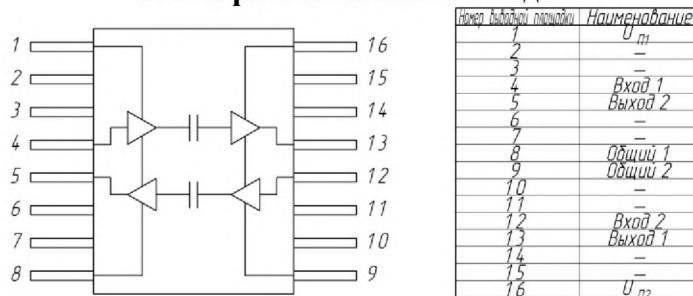 1
2
3
4
5
6
7
8
16
15
14
13
12
11
10
9
Номер выводной площадки Наименование
1 U П1
2 –
3 –
4 Вход 1
5 Выход 2
6 –
7 –
8 Общий 1
9 Общий 2
10 –
11 –
12 Вход 2
13 Выход 1
14 –
15 –
16 U П2